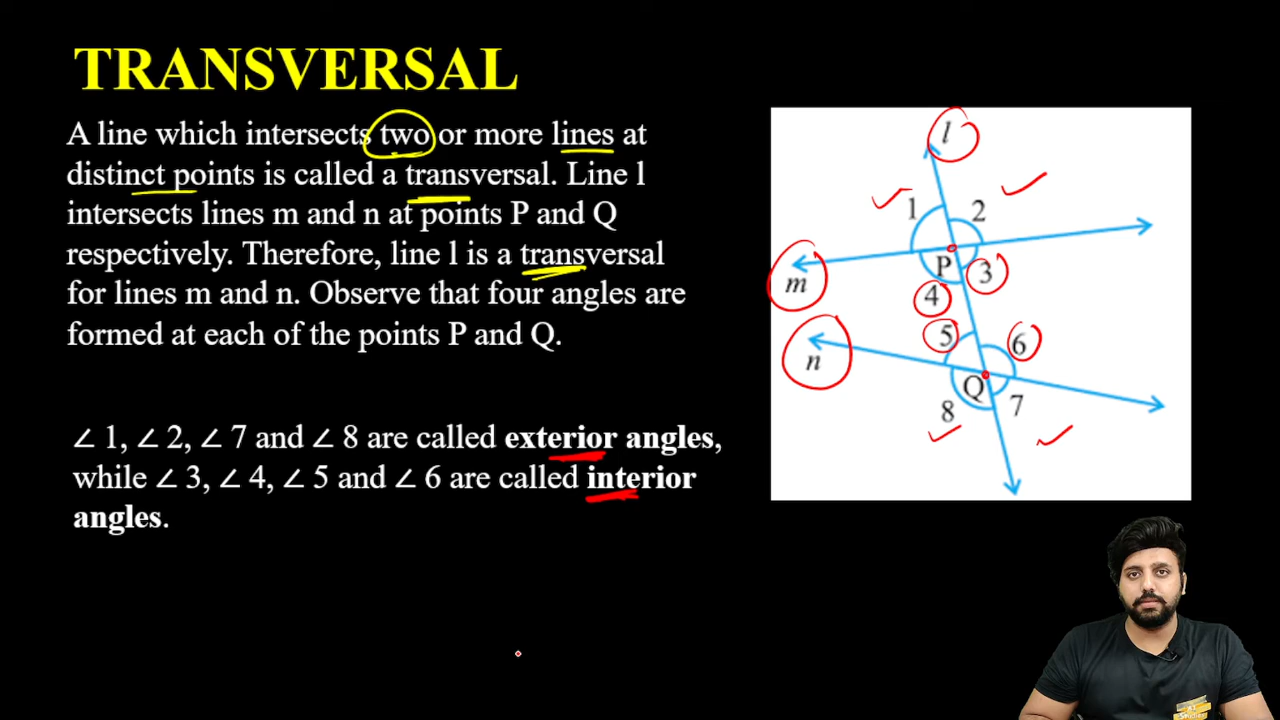 TRANSVERSAL
A line which intersects two or more lines at
distinct points is called a transversal. Line l
intersects lines m and n at points P and Q
respectively. Therefore, line l is a transversal
for lines m and n. Observe that four angles are
formed at each of the points P and Q.
∠ 1, ∠ 2, ∠ 7 and ∠ 8 are called exterior angles,
while ∠ 3, ∠ 4, ∠ 5 and ∠ 6 are called interior
angles.
l
1 2
P 3
m 4
5 6
n
Q
8 7
Studies